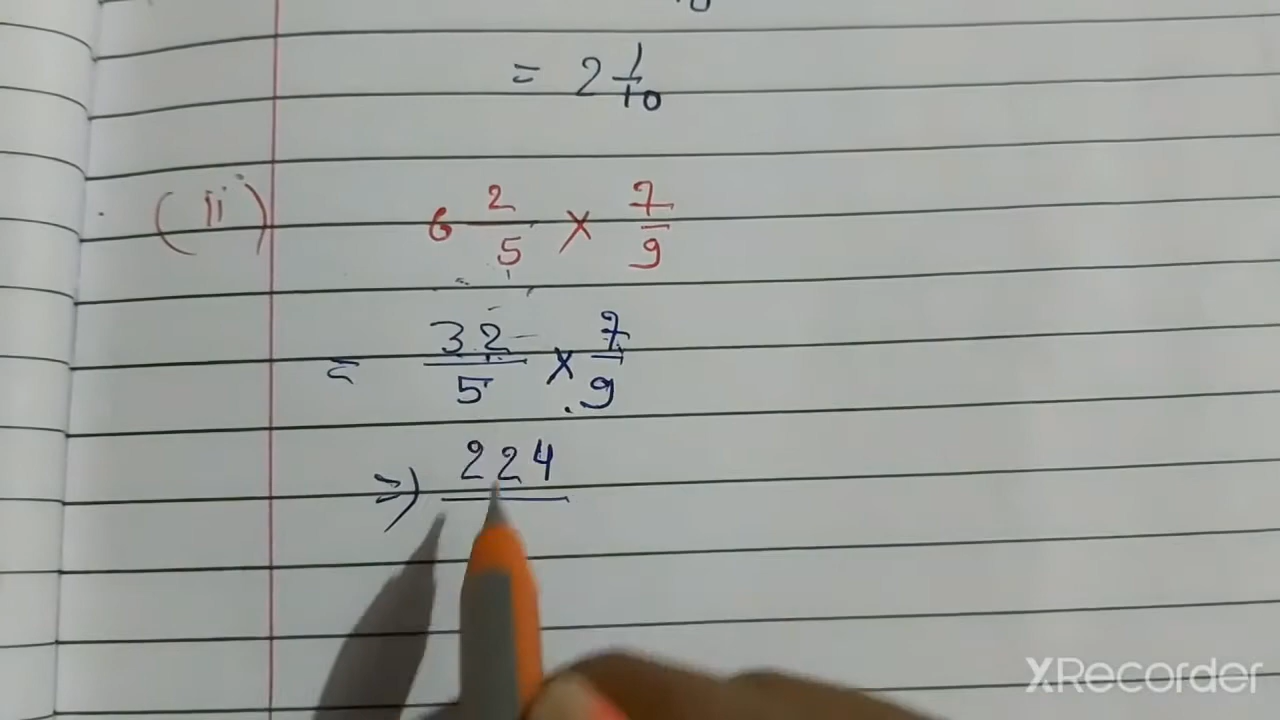 = 2 1/10
(ii) 6 2/5 × 7/9
= 32/5 × 7/9
⇒ 224
XRecorder